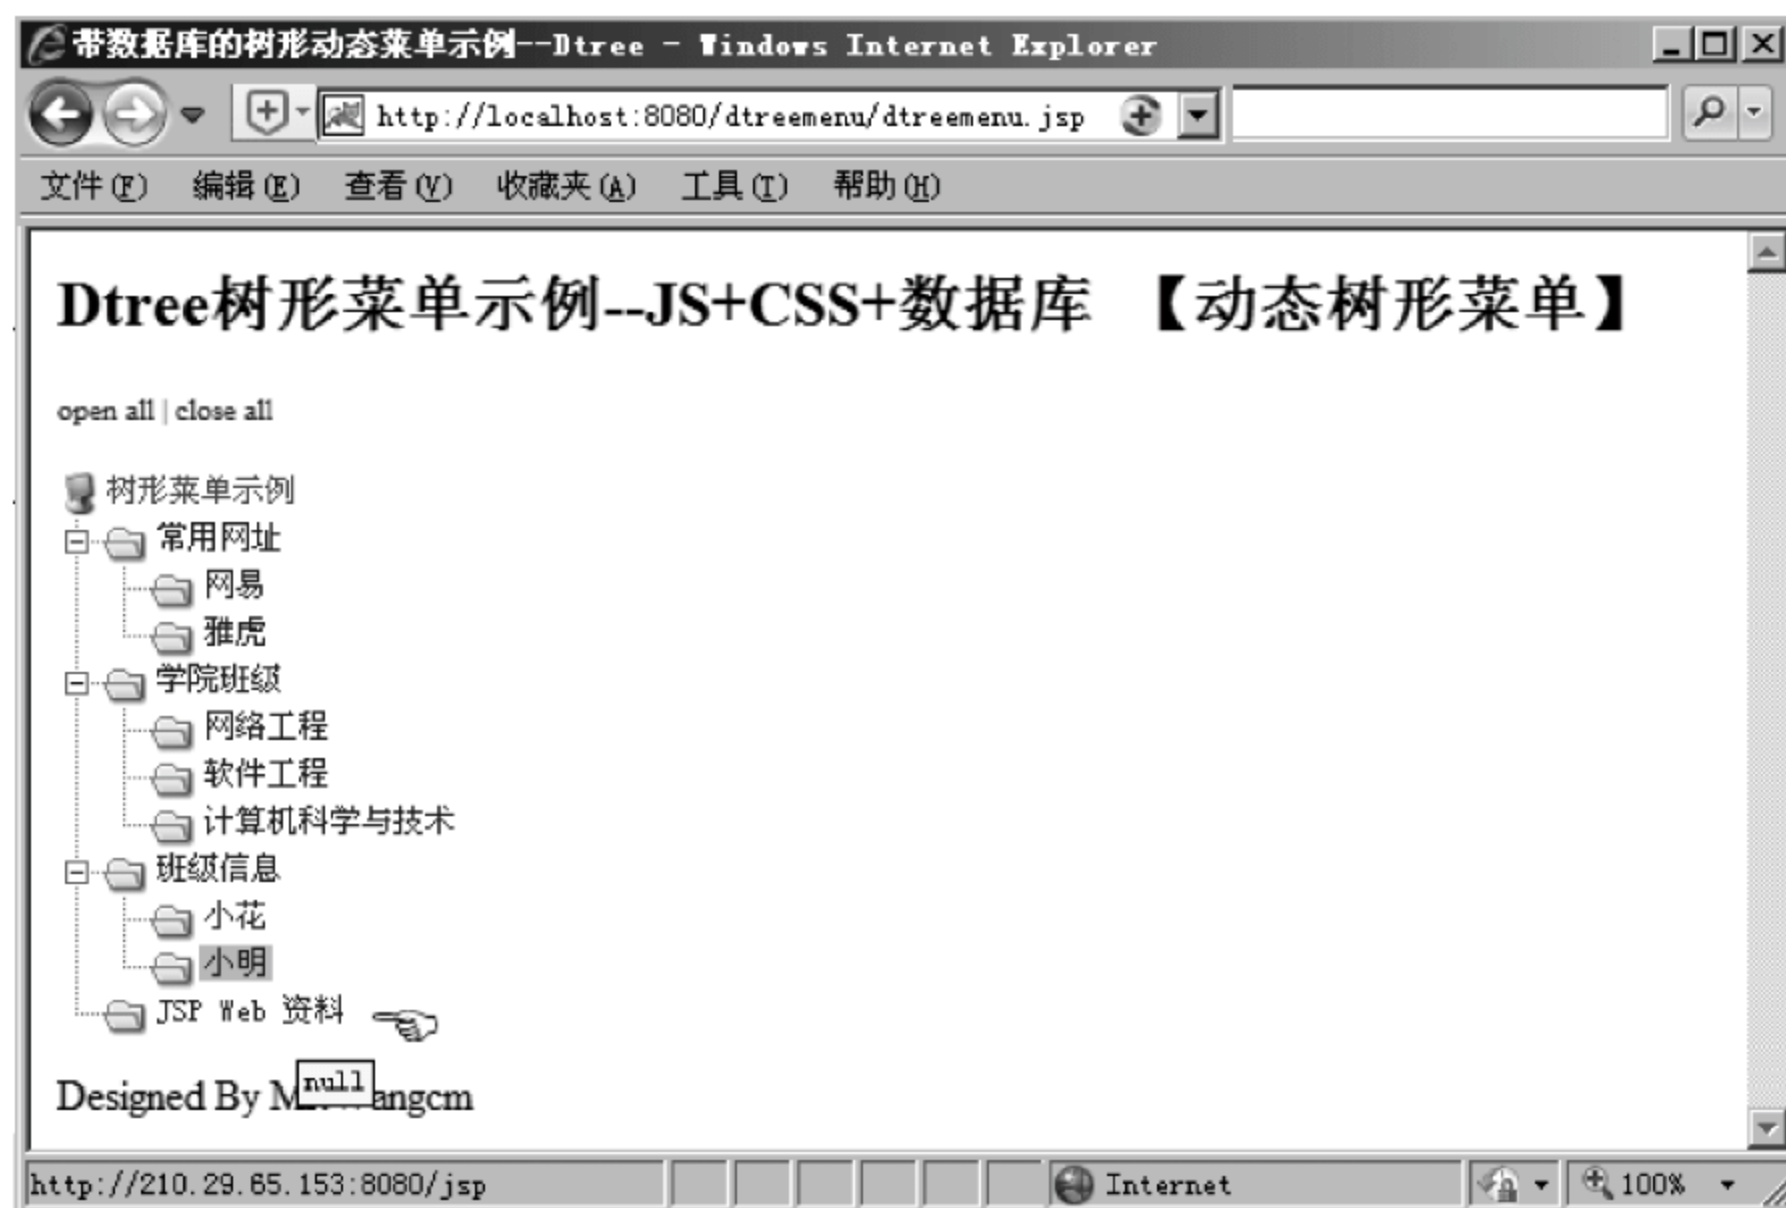 带数据库的树形动态菜单示例--Dtree - Windows Internet Explorer
http://localhost:8080/dtreemenu/dtreemenu.jsp
文件(F) 编辑(E) 查看(V) 收藏夹(A) 工具(T) 帮助(H)
Dtree树形菜单示例--JS+CSS+数据库 【动态树形菜单】
open all | close all
树形菜单示例
常用网址
网易
雅虎
学院班级
网络工程
软件工程
计算机科学与技术
班级信息
小花
小明
JSP Web 资料
null
Designed By angcm
http://210.29.65.153:8080/jsp Internet 100%